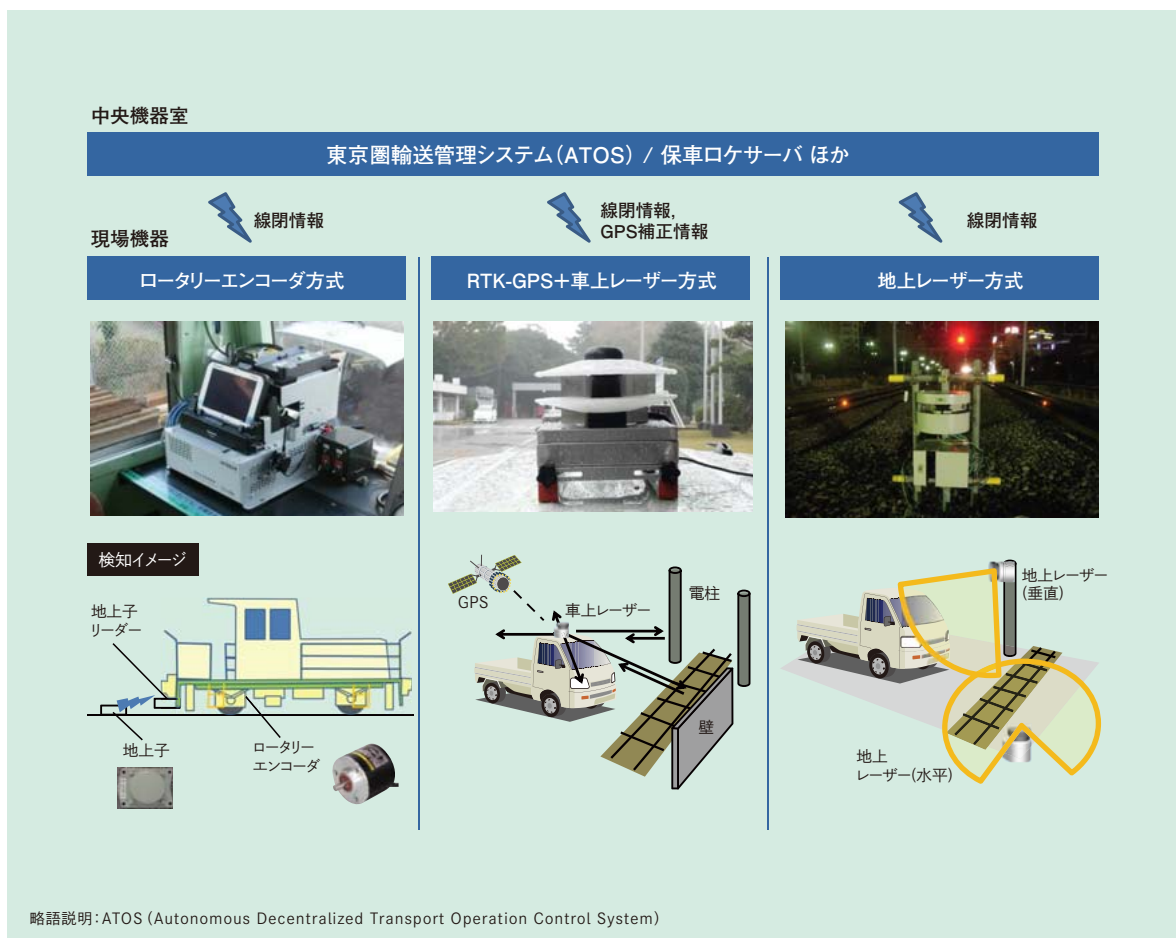 中央機器室
東京圏輸送管理システム(ATOS) / 保車ロケサーバ ほか
線閉情報
線閉情報,
GPS補正情報
線閉情報
現場機器
ロータリーエンコーダ方式
RTK-GPS+車上レーザー方式
地上レーザー方式
検知イメージ
地上子
リーダー
地上子
ロータリー
エンコーダ
GPS
車上レーザー
電柱
壁
地上レーザー
(垂直)
地上
レーザー(水平)
略語説明:ATOS(Autonomous Decentralized Transport Operation Control System)